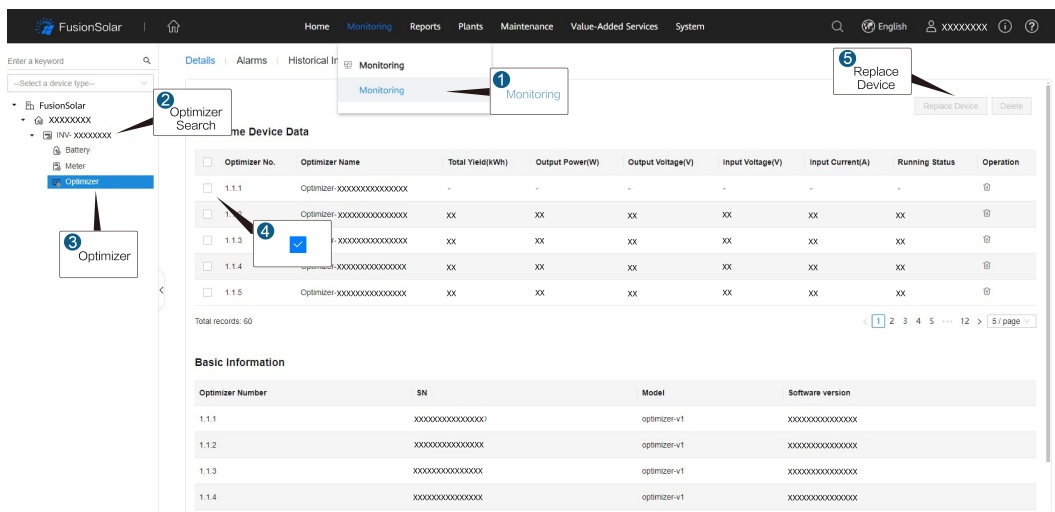 FusionSolar Home Monitoring Reports Plants Maintenance Value-Added Services System English XXXXXXXX
Enter a keyword
--Select a device type--
FusionSolar
XXXXXXXX
INV- XXXXXXXX
Battery
Meter
Optimizer
Details Alarms Historical Ir
Monitoring
Monitoring
1
Monitoring
2
Optimizer
Search
3
Optimizer
4
5
Replace
Device
Replace Device Delete
me Device Data
Optimizer No. Optimizer Name Total Yield(kWh) Output Power(W) Output Voltage(V) Input Voltage(V) Input Current(A) Running Status Operation
1.1.1 Optimizer-XXXXXXXXXXXXXXX - - - - - -
Optimizer-XXXXXXXXXXXXXXX XX XX XX XX XX XX
1.1.3 XXXXXXXXXXXXXXX XX XX XX XX XX XX
1.1.4 Optimizer-XXXXXXXXXXXXXXX XX XX XX XX XX XX
1.1.5 Optimizer-XXXXXXXXXXXXXXX XX XX XX XX XX XX
Total records: 60 < 1 2 3 4 5 ··· 12 > 5 / page
Basic Information
Optimizer Number SN Model Software version
1.1.1 XXXXXXXXXXXXXXX optimizer-v1 XXXXXXXXXXXXXXX
1.1.2 XXXXXXXXXXXXXXX optimizer-v1 XXXXXXXXXXXXXXX
1.1.3 XXXXXXXXXXXXXXX optimizer-v1 XXXXXXXXXXXXXXX
1.1.4 XXXXXXXXXXXXXXX optimizer-v1 XXXXXXXXXXXXXXX